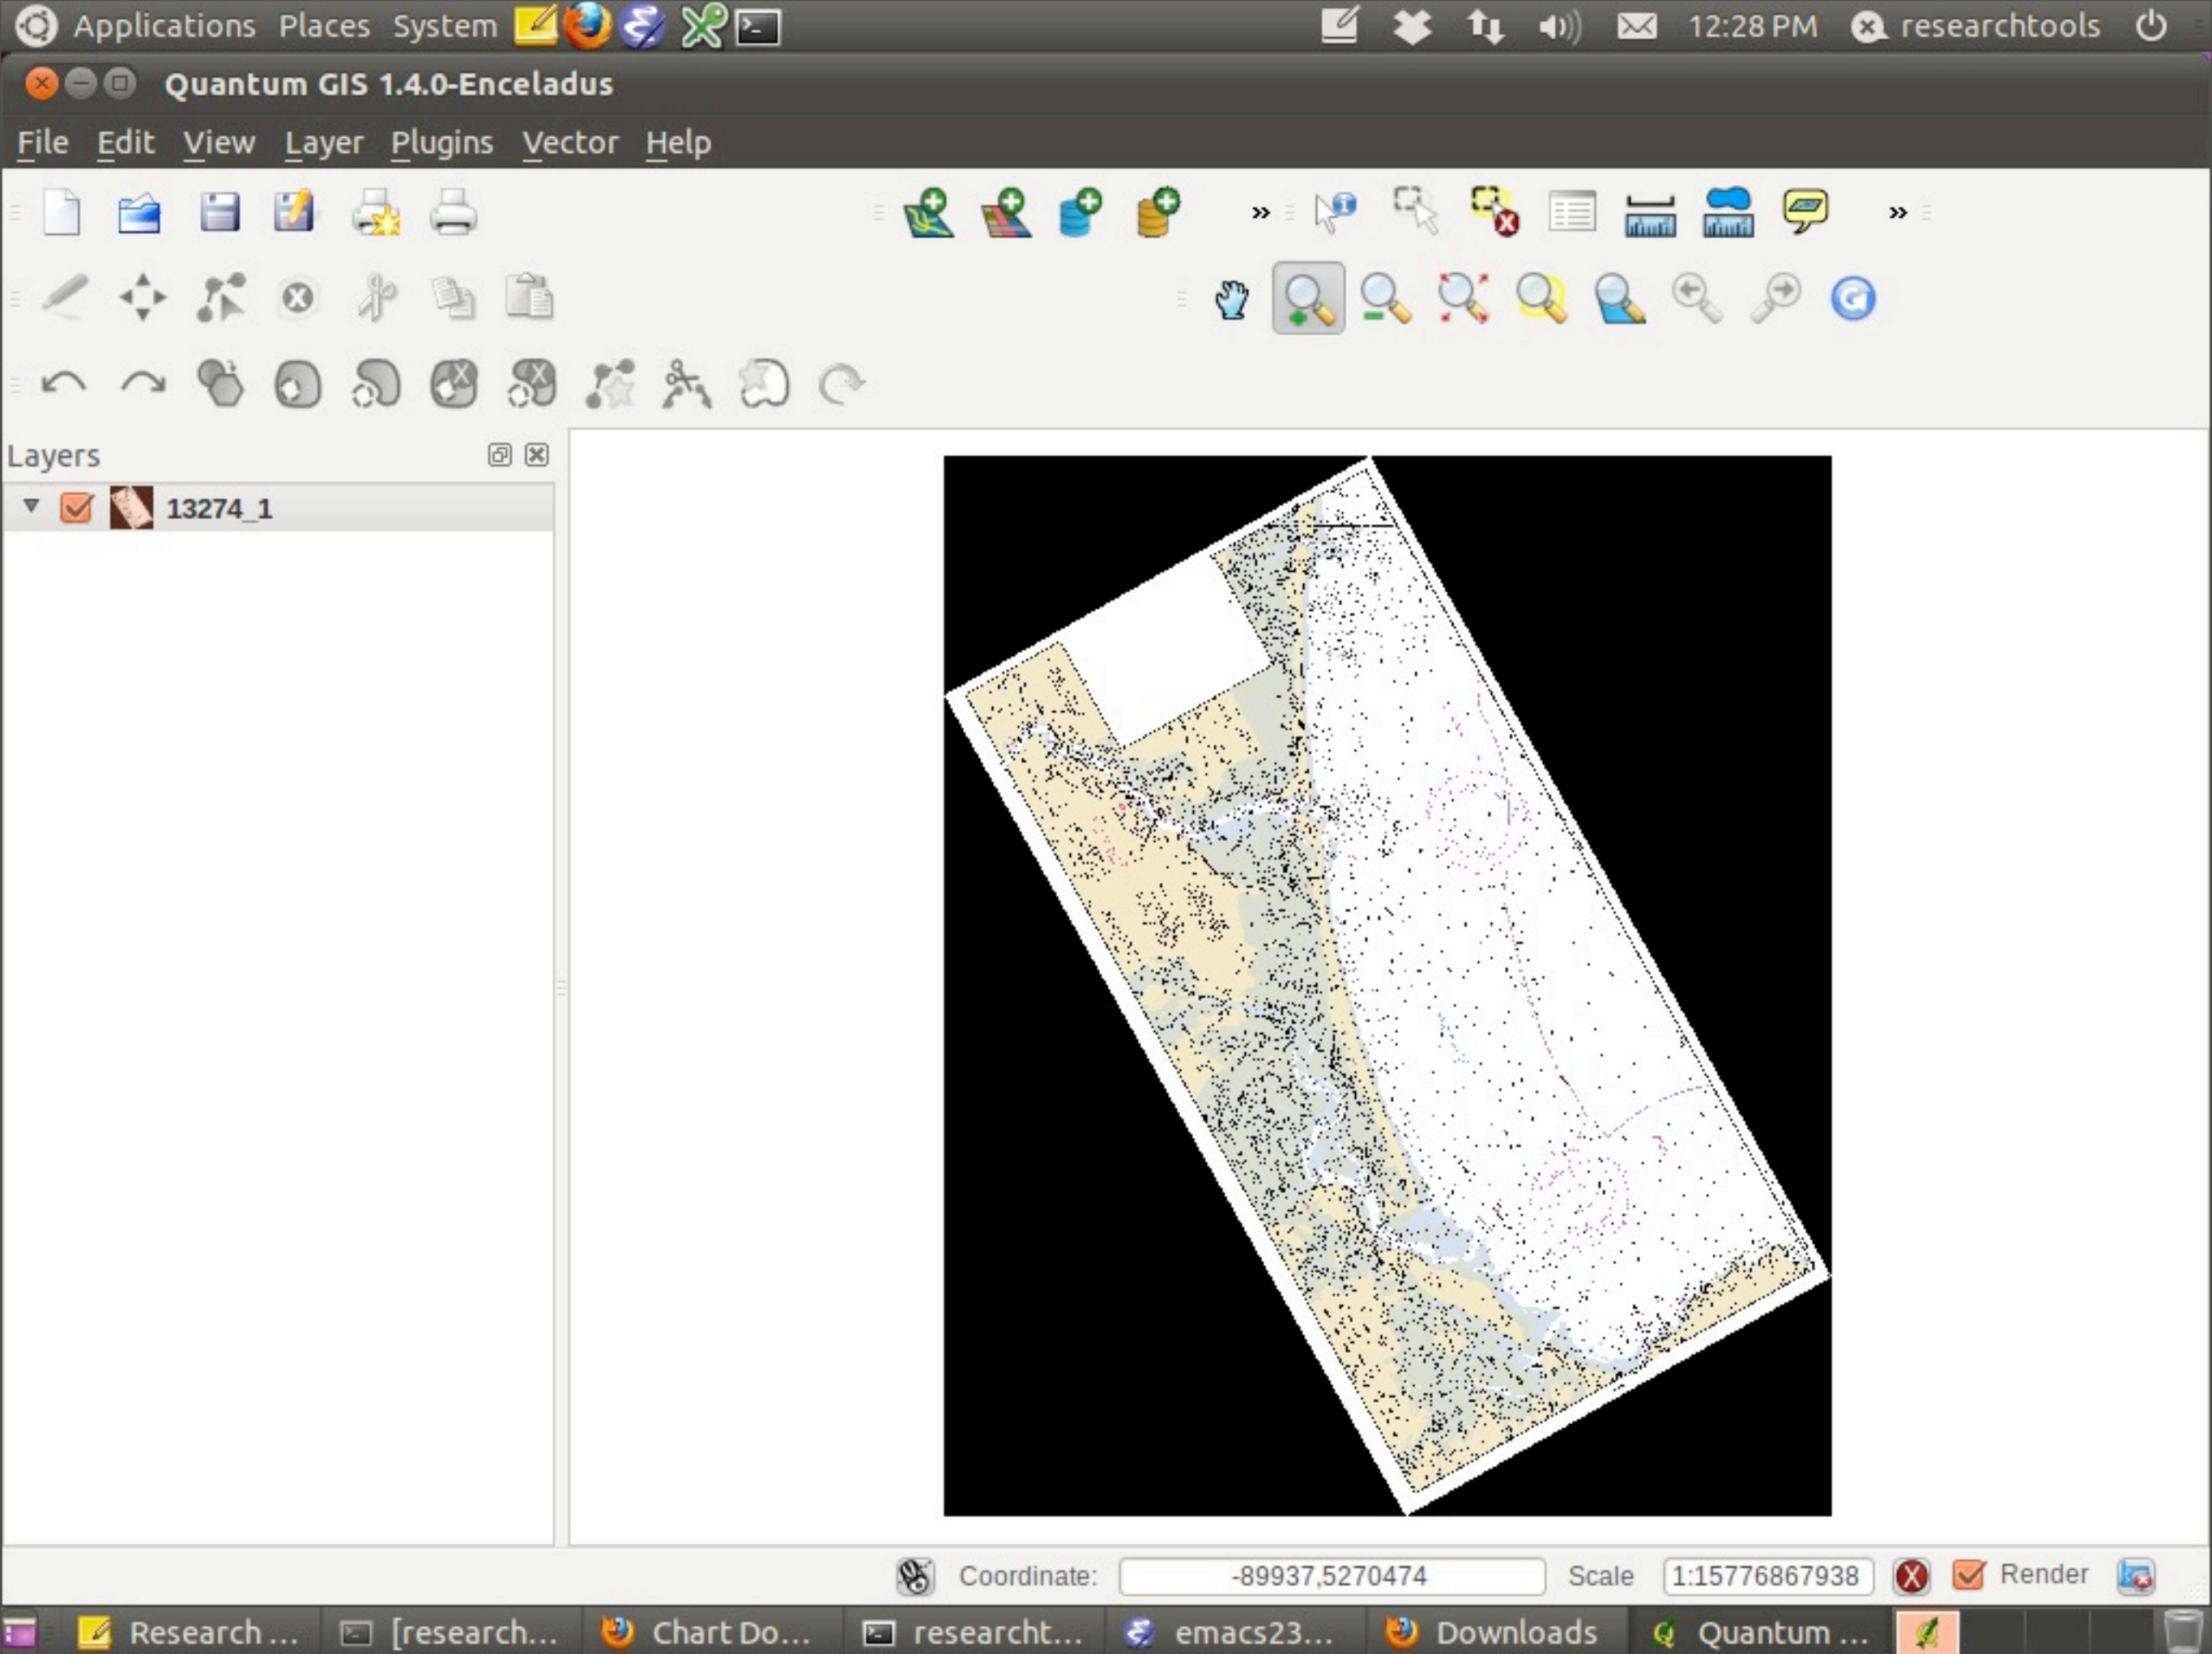 Applications Places System 12:28 PM researchtools
Quantum GIS 1.4.0-Enceladus
File Edit View Layer Plugins Vector Help
Layers
13274_1
Coordinate: -89937,5270474 Scale 1:15776867938 Render
Research ... [research... Chart Do... researcht... emacs23... Downloads Quantum ...